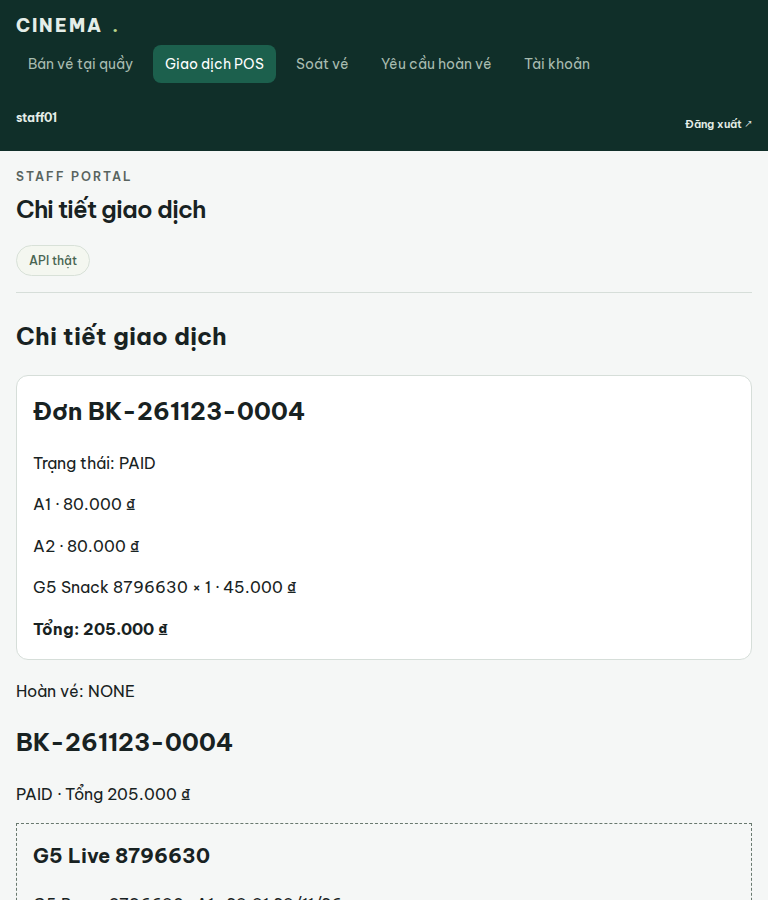 CINEMA .
Bán vé tại quầy Giao dịch POS Soát vé Yêu cầu hoàn vé Tài khoản
staff01
Đăng xuất ↗
STAFF PORTAL
Chi tiết giao dịch
API thật
Chi tiết giao dịch
Đơn BK-261123-0004
Trạng thái: PAID
A1 · 80.000 ₫
A2 · 80.000 ₫
G5 Snack 8796630 × 1 · 45.000 ₫
Tổng: 205.000 ₫
Hoàn vé: NONE
BK-261123-0004
PAID · Tổng 205.000 ₫
G5 Live 8796630